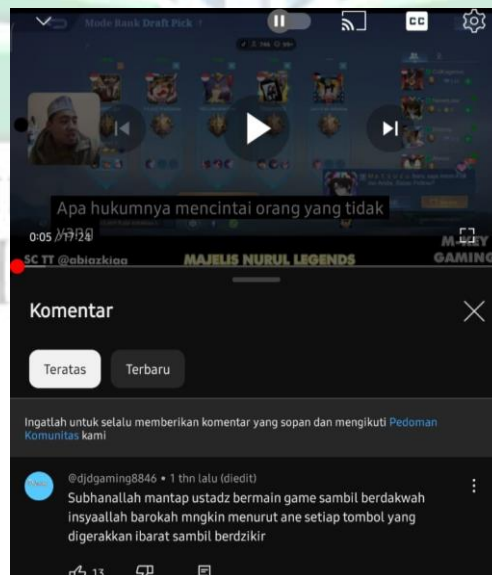 Mode Rank Draft Pick
CC
Apa hukumnya mencintai orang yang tidak
yang
0:05 / 17:24
SC TT @abiazkiaa
MAJELIS NURUL LEGENDS
M-KEY
GAMING
Komentar
Teratas
Terbaru
Ingatlah untuk selalu memberikan komentar yang sopan dan mengikuti Pedoman
Komunitas kami
@djdgaming8846 • 1 thn lalu (diedit)
Subhanallah mantap ustadz bermain game sambil berdakwah
insyaallah barokah mngkin menurut ane setiap tombol yang
digerakkan ibarat sambil berdzikir
13